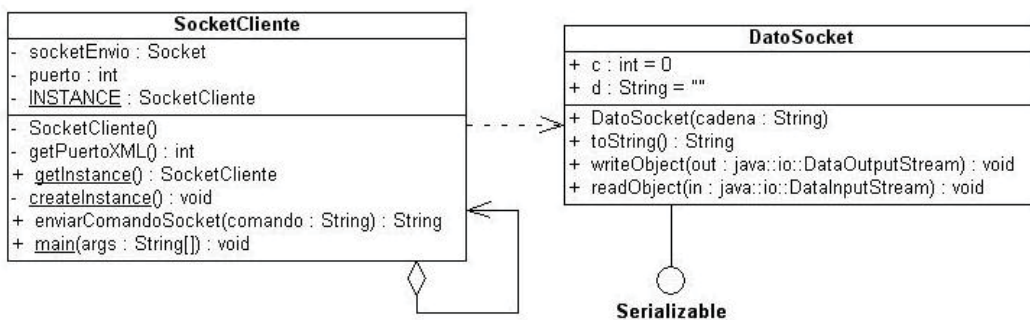 SocketCliente
- socketEnvio : Socket
- puerto : int
- INSTANCE : SocketCliente
- SocketCliente()
- getPuertoXML() : int
+ getInstance() : SocketCliente
- createInstance() : void
+ enviarComandoSocket(comando : String) : String
+ main(args : String[]) : void
DatoSocket
+ c : int = 0
+ d : String = ""
+ DatoSocket(cadena : String)
+ toString() : String
+ writeObject(out : java::io::DataOutputStream) : void
+ readObject(in : java::io::DataInputStream) : void
Serializable